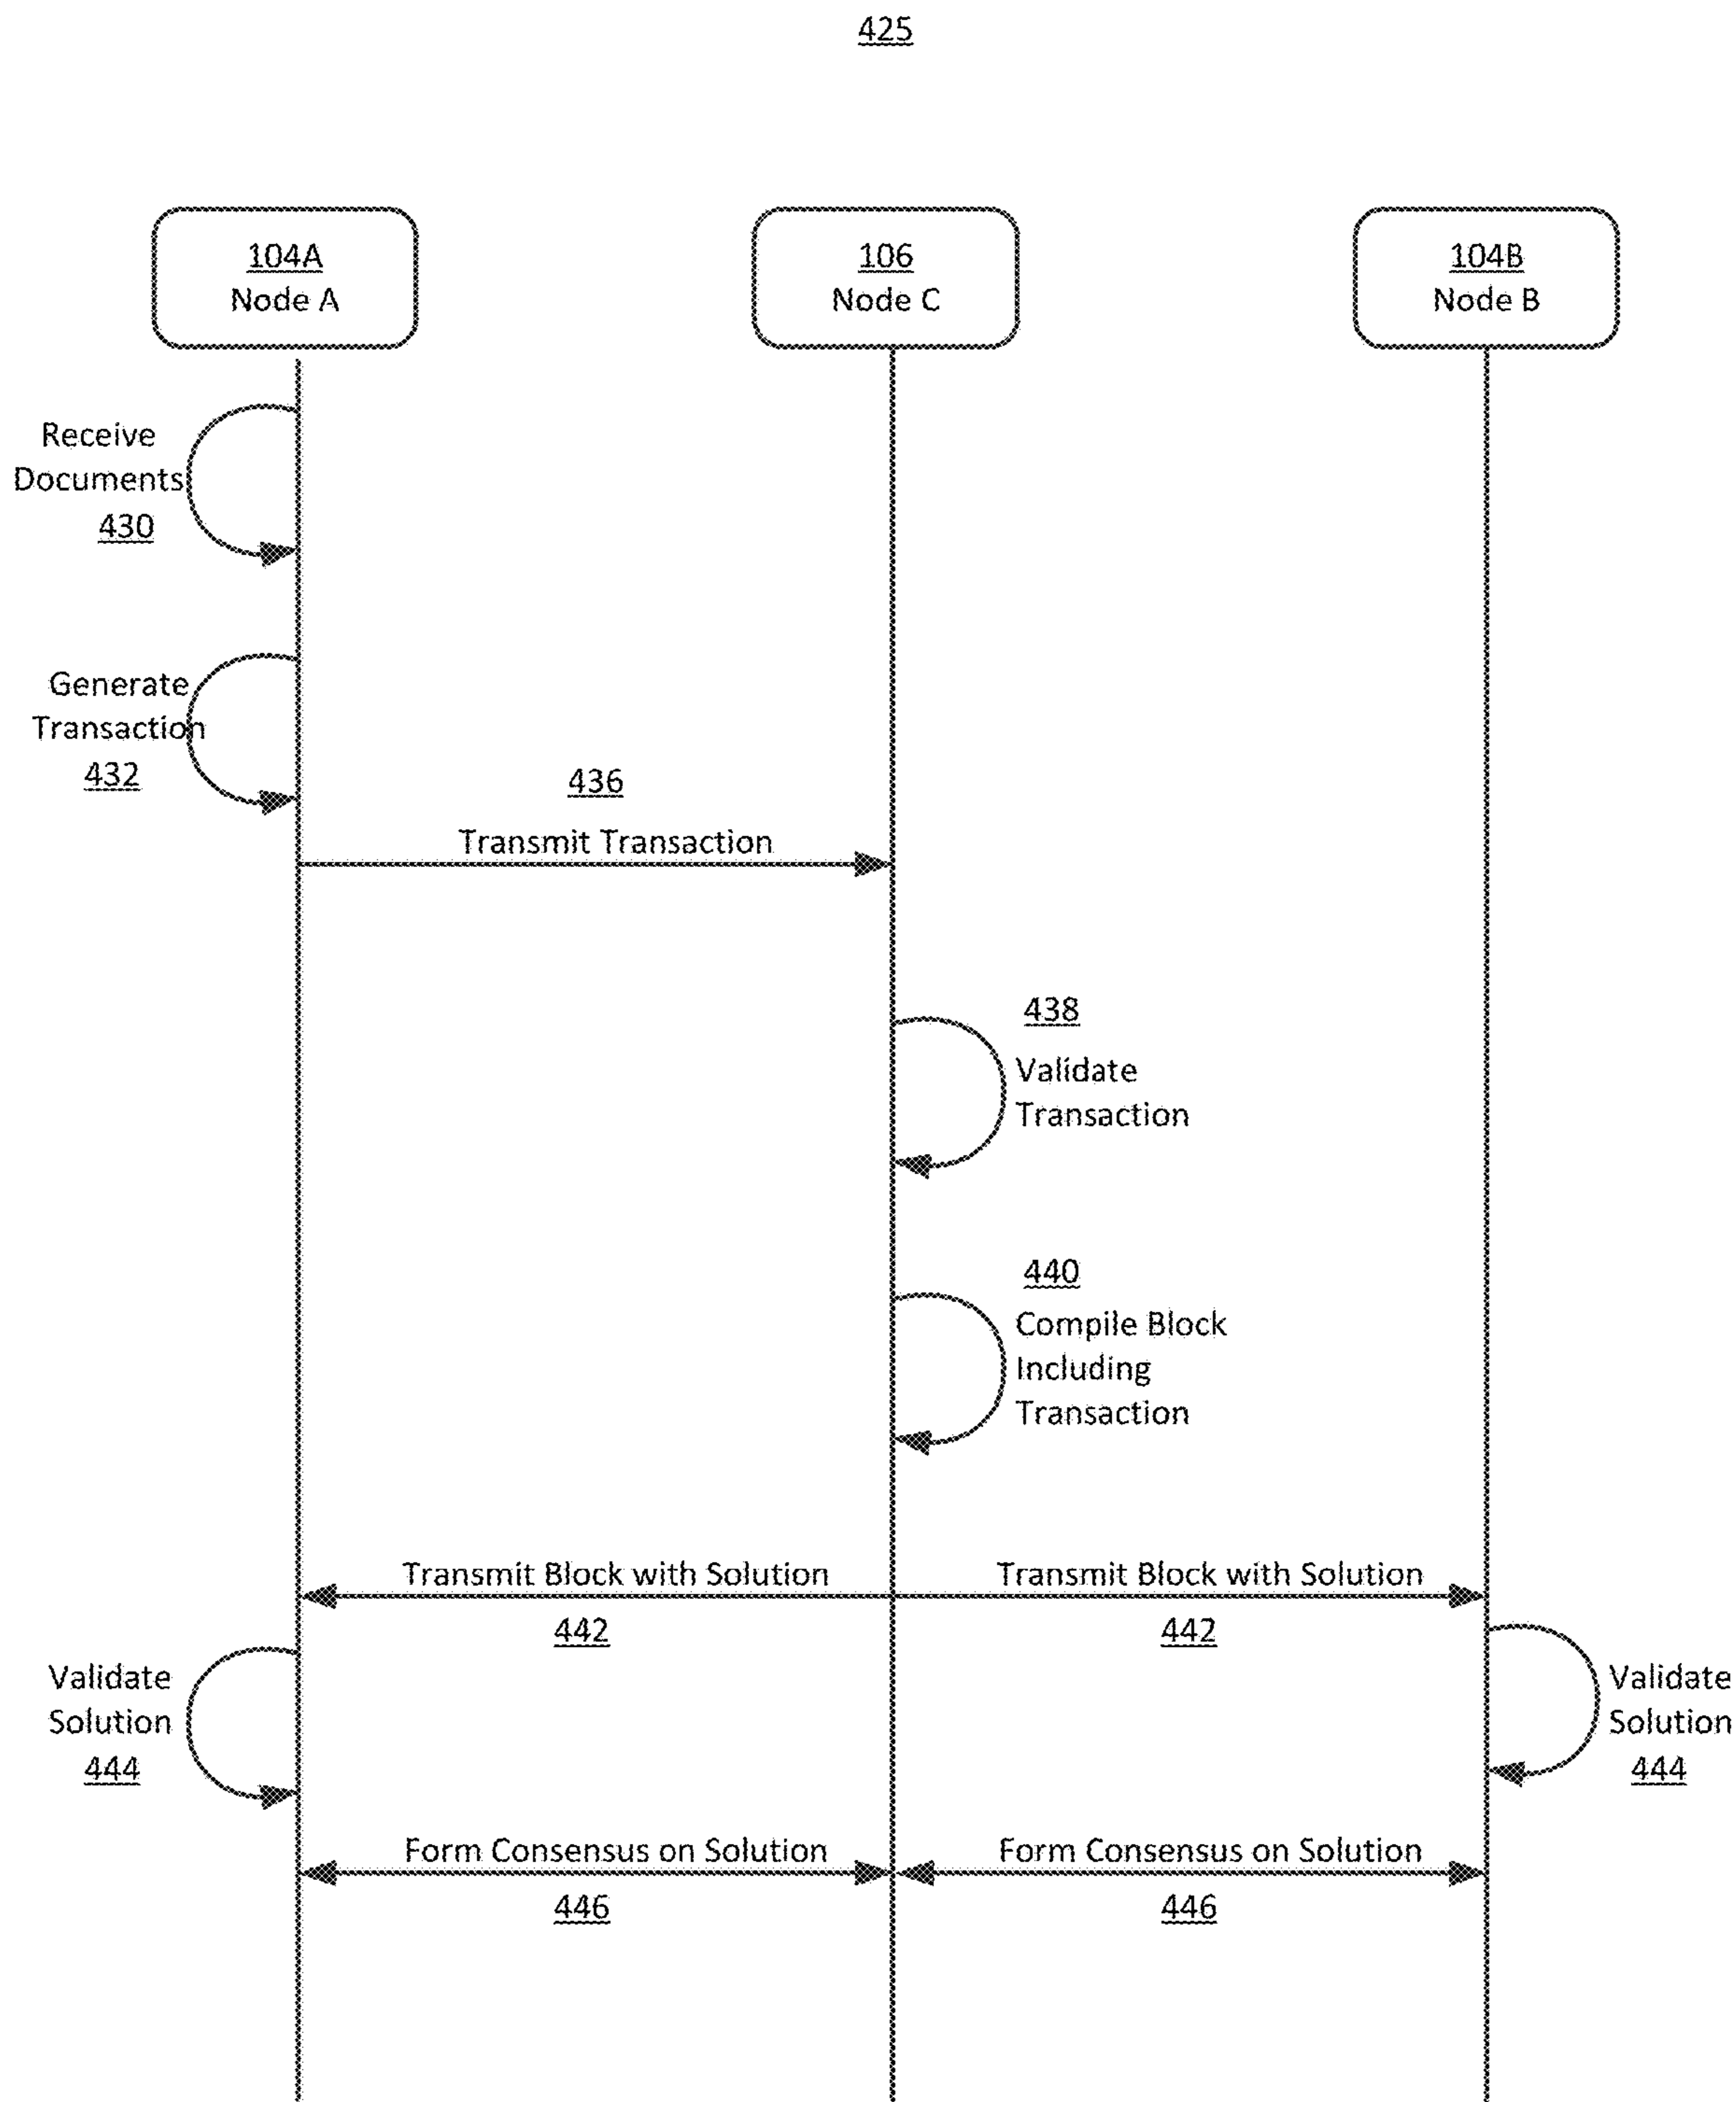 425
104A
Node A
106
Node C
104B
Node B
Receive
Documents
430
Generate
Transaction
432
436
Transmit Transaction
438
Validate
Transaction
440
Compile Block
Including
Transaction
Transmit Block with Solution
442
Transmit Block with Solution
442
Validate
Solution
444
Validate
Solution
444
Form Consensus on Solution
446
Form Consensus on Solution
446